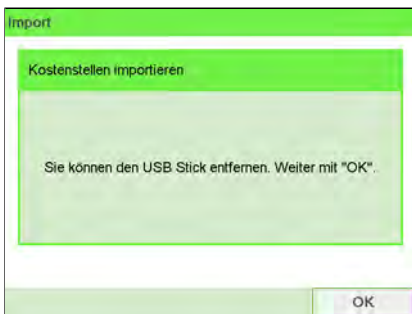 Import
Kostenstellen importieren
Sie können den USB Stick entfernen. Weiter mit "OK".
OK